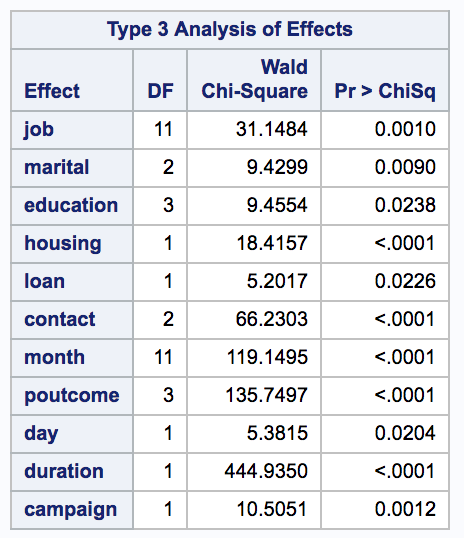 Type 3 Analysis of Effects
Effect DF Wald Chi-Square Pr > ChiSq
job 11 31.1484 0.0010
marital 2 9.4299 0.0090
education 3 9.4554 0.0238
housing 1 18.4157 <.0001
loan 1 5.2017 0.0226
contact 2 66.2303 <.0001
month 11 119.1495 <.0001
poutcome 3 135.7497 <.0001
day 1 5.3815 0.0204
duration 1 444.9350 <.0001
campaign 1 10.5051 0.0012